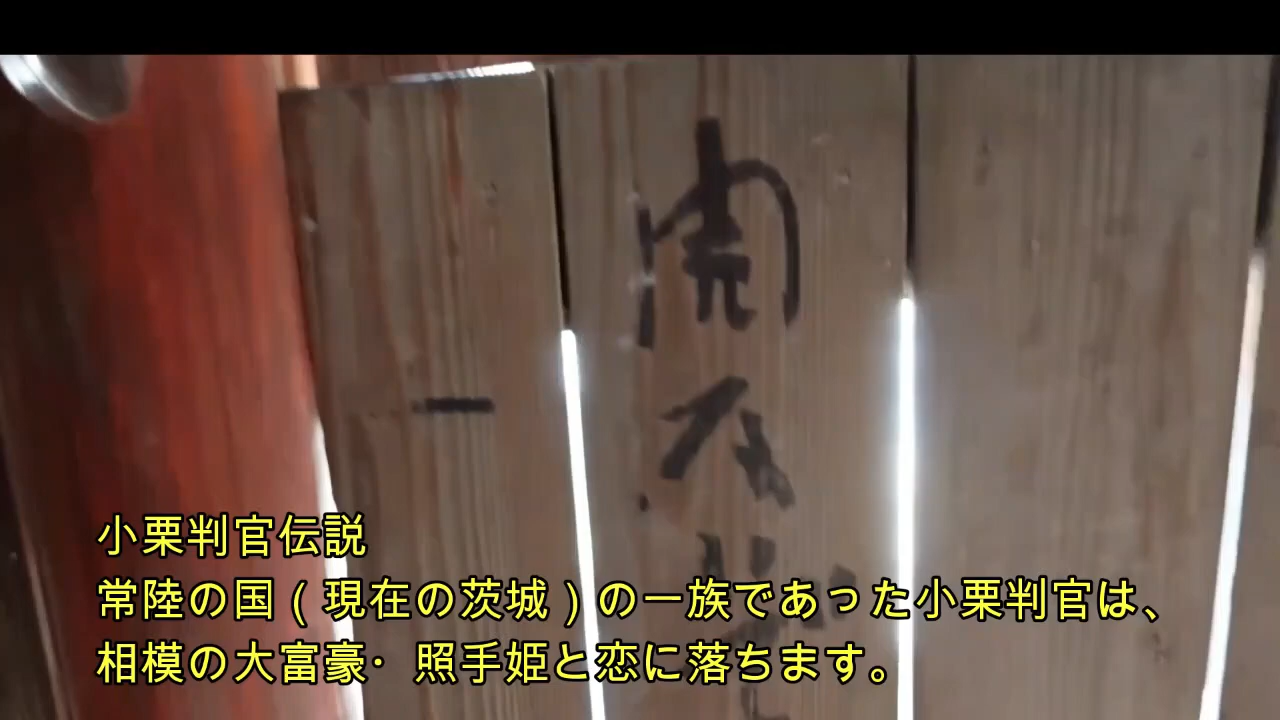 小栗判官伝説
常陸の国(現在の茨城)の一族であった小栗判官は、
相模の大富豪・照手姫と恋に落ちます。
一